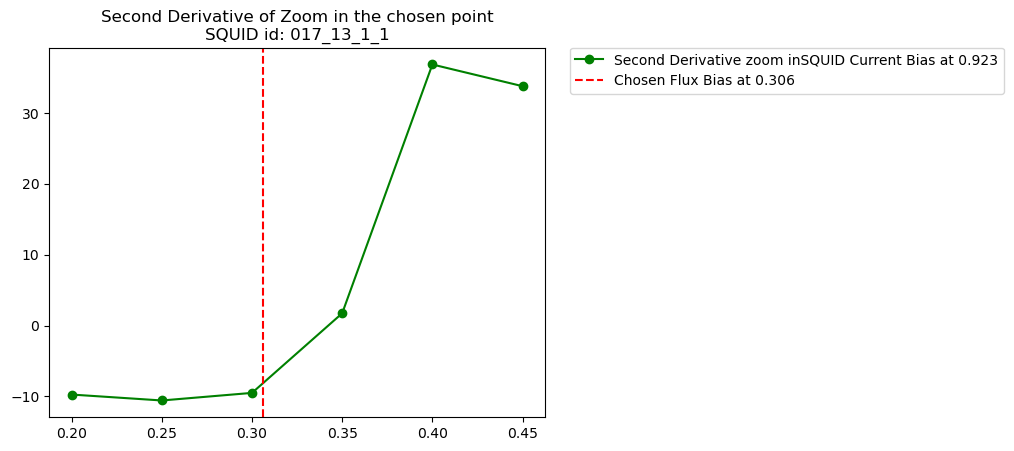 Second Derivative of Zoom in the chosen point
SQUID id: 017_13_1_1
Second Derivative zoom inSQUID Current Bias at 0.923
Chosen Flux Bias at 0.306
30
20
10
0
−10
0.20 0.25 0.30 0.35 0.40 0.45